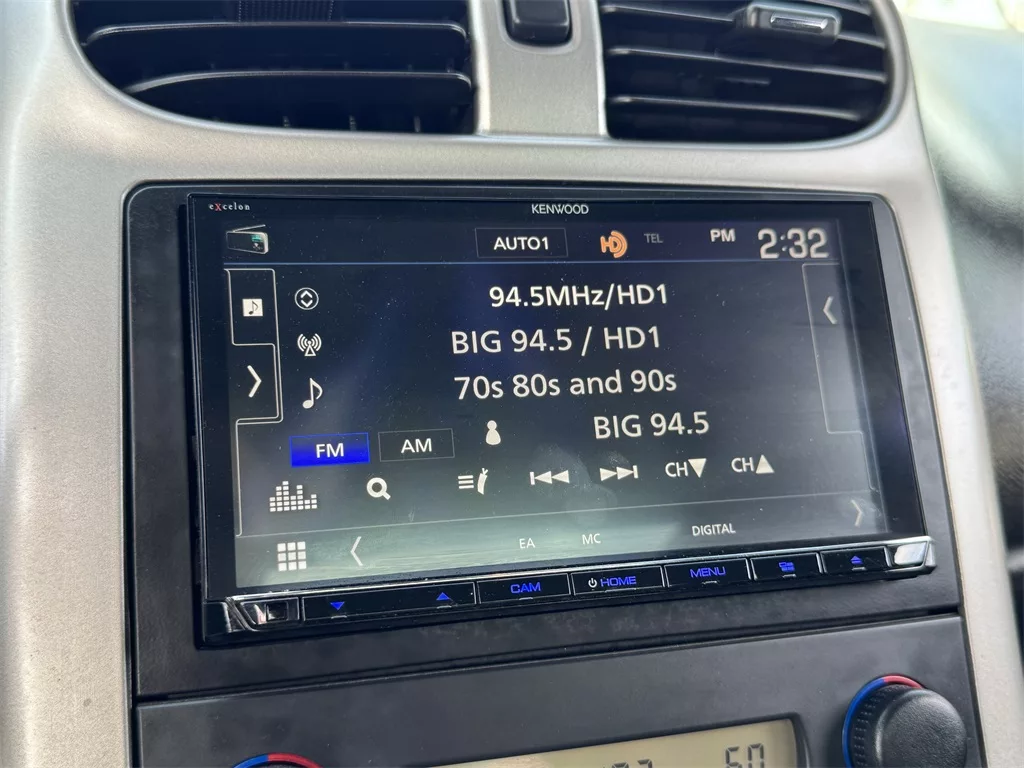 eXcelon
KENWOOD
AUTO1 HD TEL PM 2:32
94.5MHz/HD1
BIG 94.5 / HD1
70s 80s and 90s
BIG 94.5
FM AM
CH▼ CH▲
EA MC DIGITAL
CAM HOME MENU
60